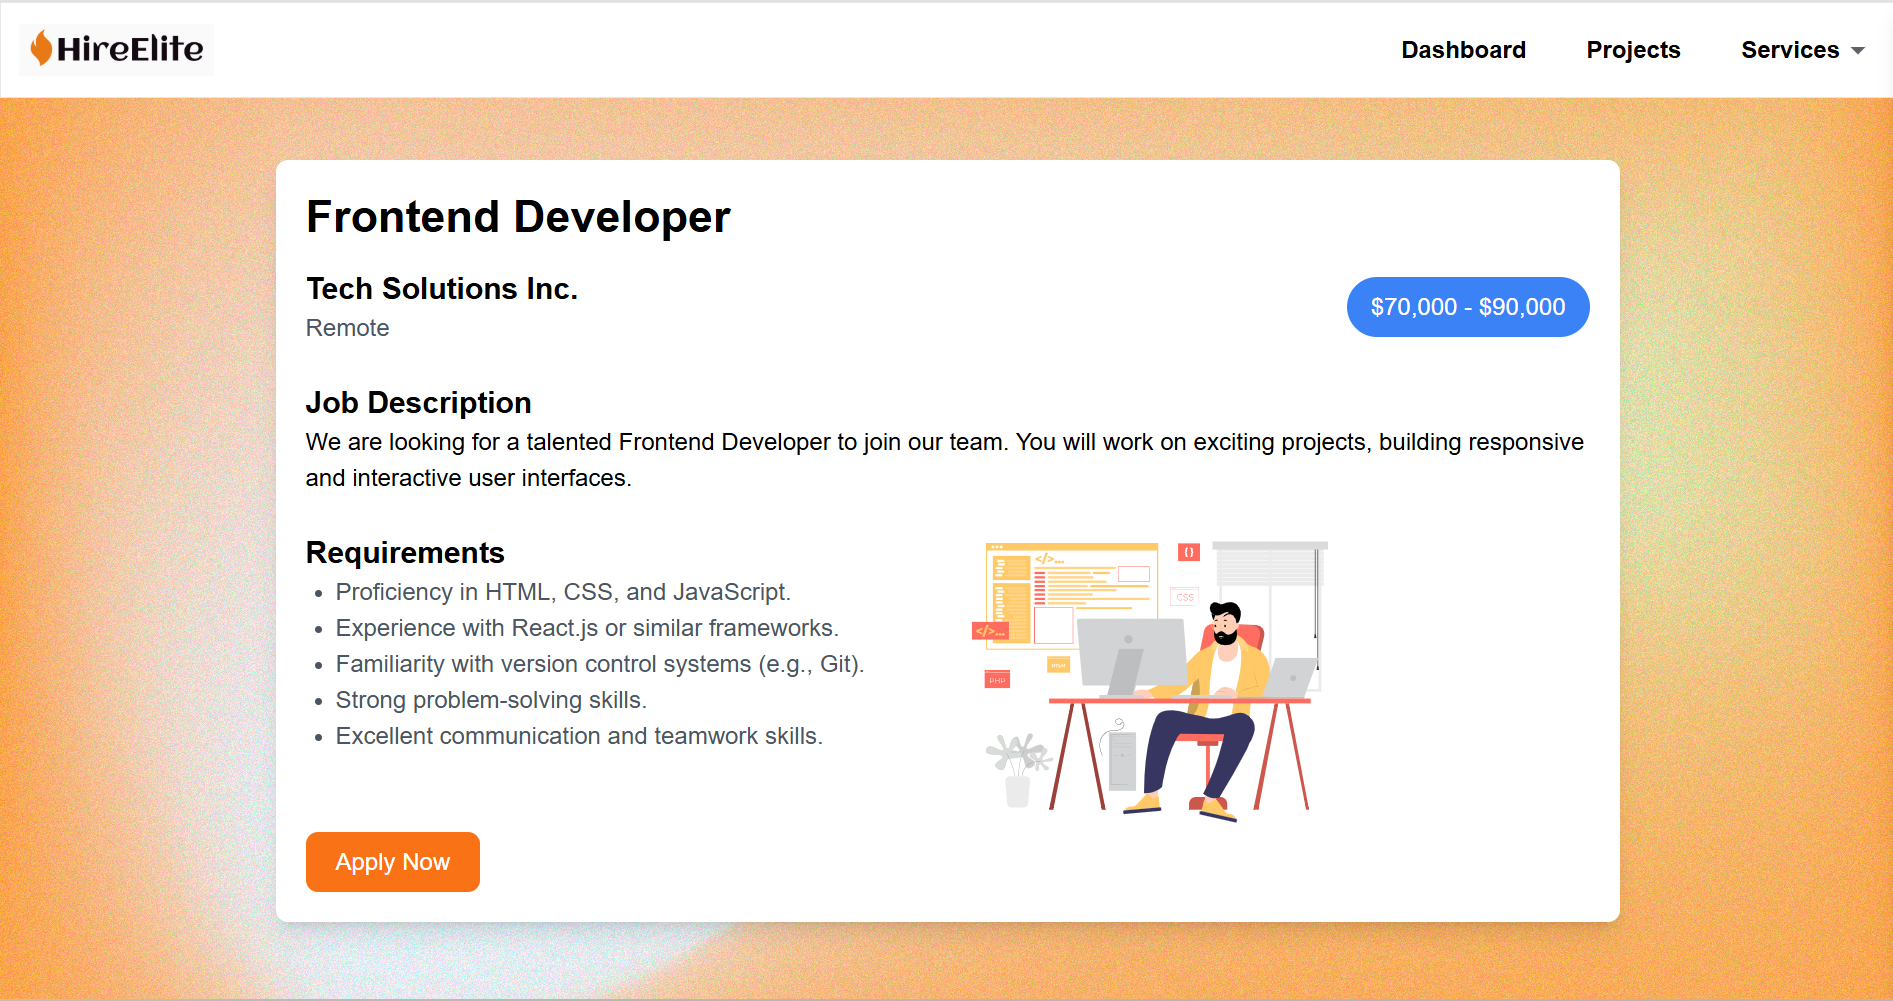 HireElite
Dashboard Projects Services
Frontend Developer
Tech Solutions Inc.
Remote
$70,000 - $90,000
Job Description
We are looking for a talented Frontend Developer to join our team. You will work on exciting projects, building responsive
and interactive user interfaces.
Requirements
Proficiency in HTML, CSS, and JavaScript.
Experience with React.js or similar frameworks.
Familiarity with version control systems (e.g., Git).
Strong problem-solving skills.
Excellent communication and teamwork skills.
</>...
{}
CSS
</>...
PHP
Apply Now